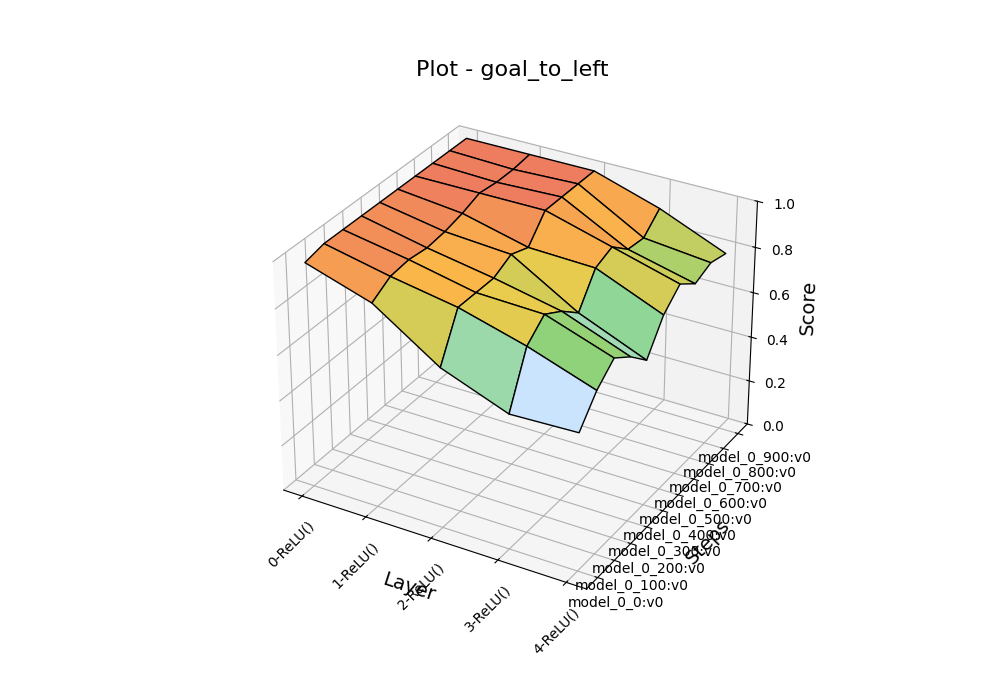 Plot - goal_to_left
1.0
0.8
0.6
0.4
0.2
0.0
Score
model_0_900:v0
model_0_800:v0
model_0_700:v0
model_0_600:v0
model_0_500:v0
model_0_400:v0
model_0_300:v0
model_0_200:v0
model_0_100:v0
model_0_0:v0
Steps
0-ReLU()
1-ReLU()
2-ReLU()
3-ReLU()
4-ReLU()
Layer